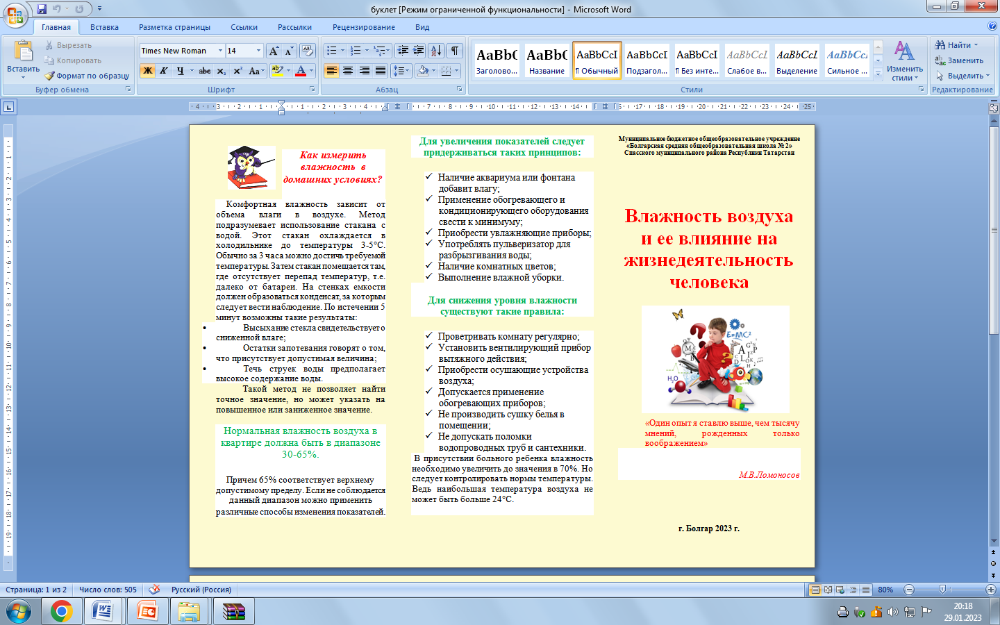 буклет [Режим ограниченной функциональности] - Microsoft Word
Главная Вставка Разметка страницы Ссылки Рассылки Рецензирование Вид
Вставить
Вырезать
Копировать
Формат по образцу
Буфер обмена
Times New Roman 14
Ж К Ч abc x₂ x² Aa
Шрифт
Абзац
AaBbC AaBbC AaBbCcI AaBbCcI AaBbCcI AaBbCcL AaBbCcL AaBbCcL
Заголово... Название ¶ Обычный Подзагол... ¶ Без инте... Слабое в... Выделение Сильное ...
Стили
Изменить
стили
Найти
Заменить
Выделить
Редактирование
Как измерить
влажность в
домашних условиях?
Комфортная влажность зависит от
объема влаги в воздухе. Метод
подразумевает использование стакана с
водой. Этот стакан охлаждается в
холодильнике до температуры 3-5°С.
Обычно за 3 часа можно достичь требуемой
температуры. Затем стакан помещается там,
где отсутствует перепад температур, т.е.
далеко от батареи. На стенках емкости
должен образоваться конденсат, за которым
следует вести наблюдение. По истечении 5
минут возможны такие результаты:
• Высыхание стекла свидетельствует о
сниженной влаге;
• Остатки запотевания говорят о том,
что присутствует допустимая величина;
• Течь струек воды предполагает
высокое содержание воды.
Такой метод не позволяет найти
точное значение, но может указать на
повышенное или заниженное значение.
Нормальная влажность воздуха в
квартире должна быть в диапазоне
30-65%.
Причем 65% соответствует верхнему
допустимому пределу. Если не соблюдается
данный диапазон можно применить
различные способы изменения показателей.
Для увеличения показателей следует
придерживаться таких принципов:
✓ Наличие аквариума или фонтана
добавит влагу;
✓ Применение обогревающего и
кондиционирующего оборудования
свести к минимуму;
✓ Приобрести увлажняющие приборы;
✓ Употреблять пульверизатор для
разбрызгивания воды;
✓ Наличие комнатных цветов;
✓ Выполнение влажной уборки.
Для снижения уровня влажности
существуют такие правила:
✓ Проветривать комнату регулярно;
✓ Установить вентилирующий прибор
вытяжного действия;
✓ Приобрести осушающие устройства
воздуха;
✓ Допускается применение
обогревающих приборов;
✓ Не производить сушку белья в
помещении;
✓ Не допускать поломки
водопроводных труб и сантехники.
В присутствии больного ребенка влажность
необходимо увеличить до значения в 70%. Но
следует контролировать нормы температуры.
Ведь наибольшая температура воздуха не
может быть больше 24°С.
Муниципальное бюджетное общеобразовательное учреждение
«Болгарская средняя общеобразовательная школа № 2»
Спасского муниципального района Республики Татарстан
Влажность воздуха
и ее влияние на
жизнедеятельность
человека
E=MC²
H₂O
«Один опыт я ставлю выше, чем тысячу
мнений, рожденных только
воображением»
М.В.Ломоносов
г. Болгар 2023 г.
Страница: 1 из 2 Число слов: 505 Русский (Россия) 80%
20:18
29.01.2023